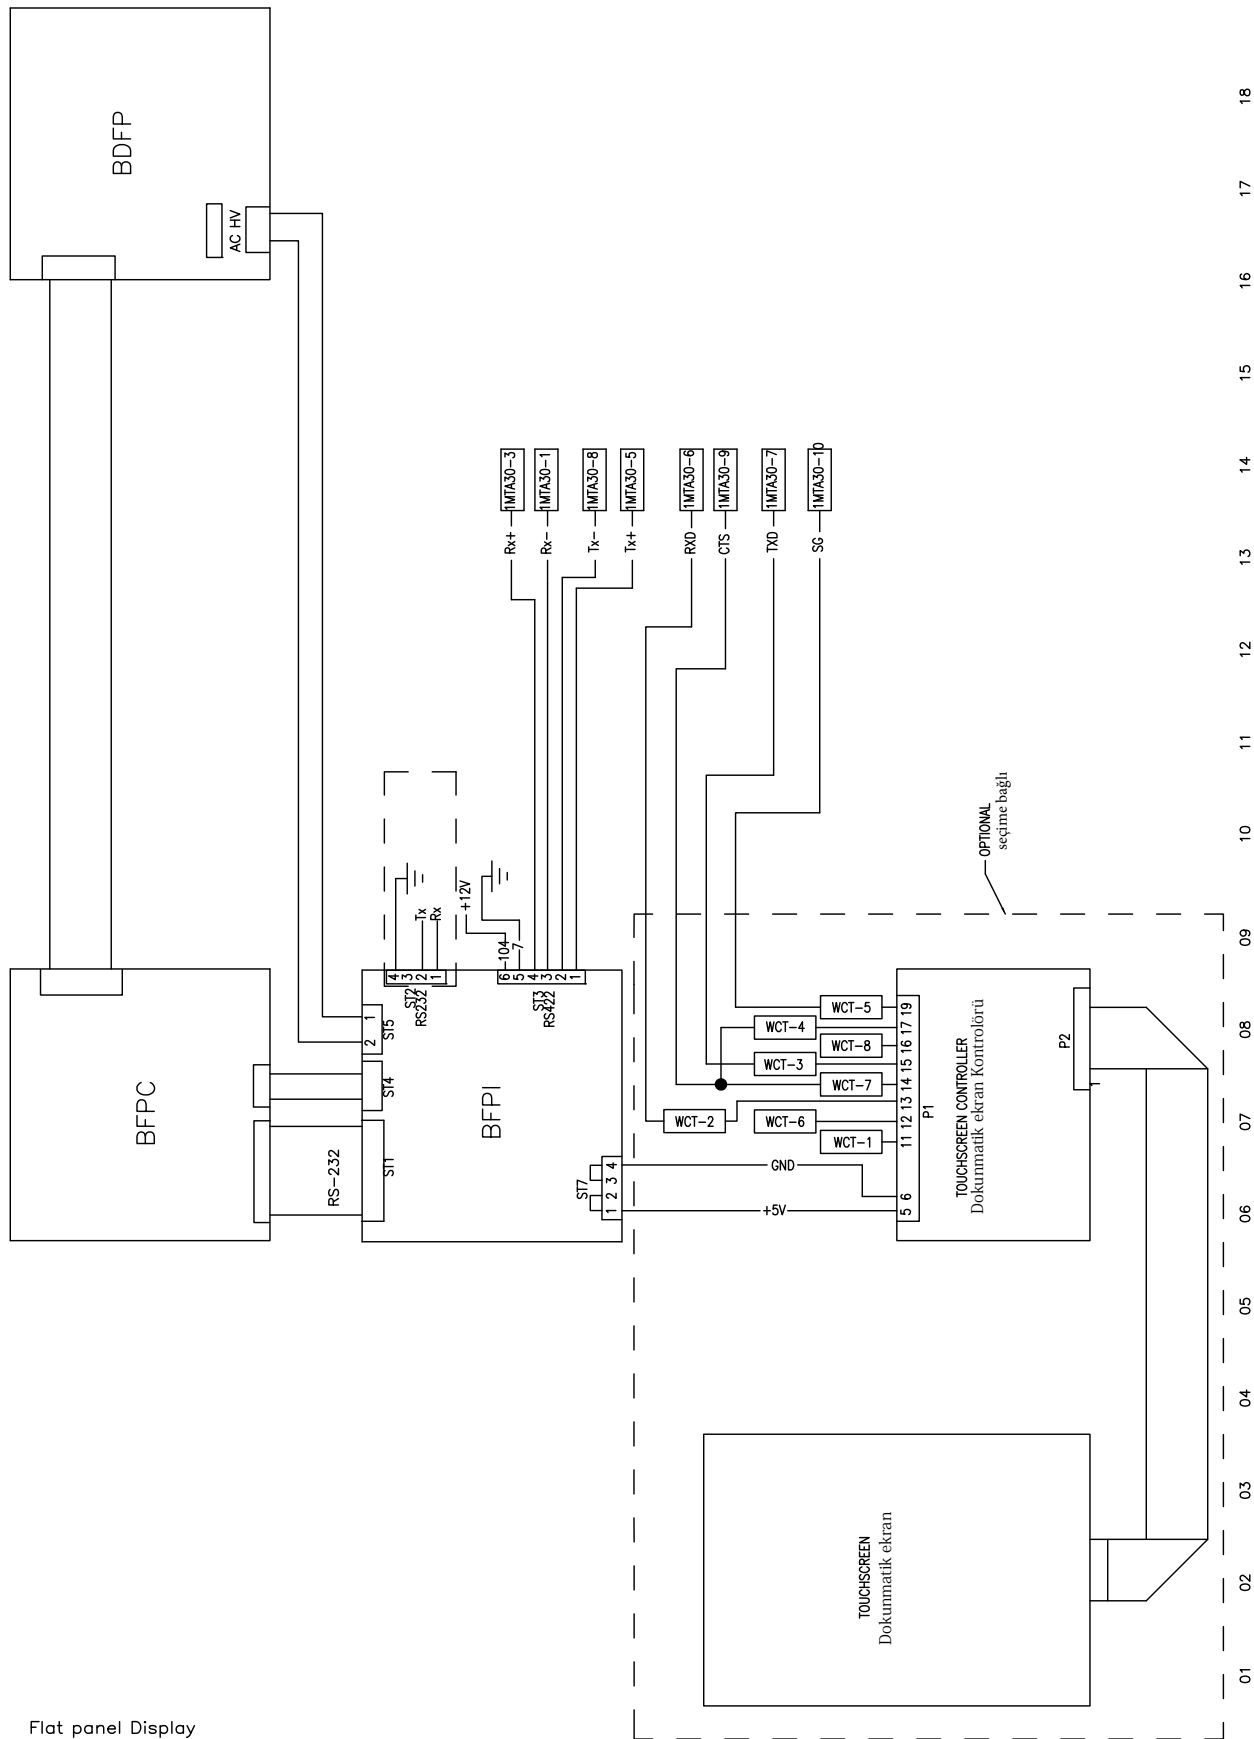 BDFP
AC HV
18
17
16
15
14
13
12
11
10
09
08
07
06
05
04
03
02
01
Rx+
1MTA30-3
Rx-
1MTA30-1
Tx-
1MTA30-8
Tx+
1MTA30-5
RXD
1MTA30-6
CTS
1MTA30-9
TXD
1MTA30-7
SG
1MTA30-10
OPTIONAL
seçime bağlı
BFPC
RS-232
BFPI
ST1
ST4
ST5
2 1
ST2
RS232
4
3
2
1
Tx
Rx
+12V
104
7
ST3
RS422
6
5
4
3
2
1
ST7
1 2 3 4
GND
+5V
WCT-5
WCT-4
WCT-8
WCT-3
WCT-7
WCT-2
WCT-6
WCT-1
5 6 11 12 13 14 15 16 17 19
P1
TOUCHSCREEN CONTROLLER
Dokunmatik ekran Kontrolörü
P2
1
TOUCHSCREEN
Dokunmatik ekran
Flat panel Display